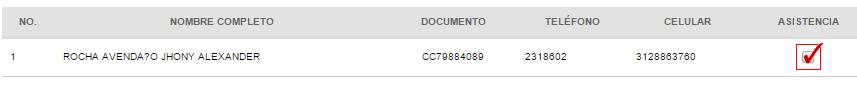 NO. NOMBRE COMPLETO DOCUMENTO TELÉFONO CELULAR ASISTENCIA
1 ROCHA AVENDA?O JHONY ALEXANDER CC79884089 2318602 3128863760